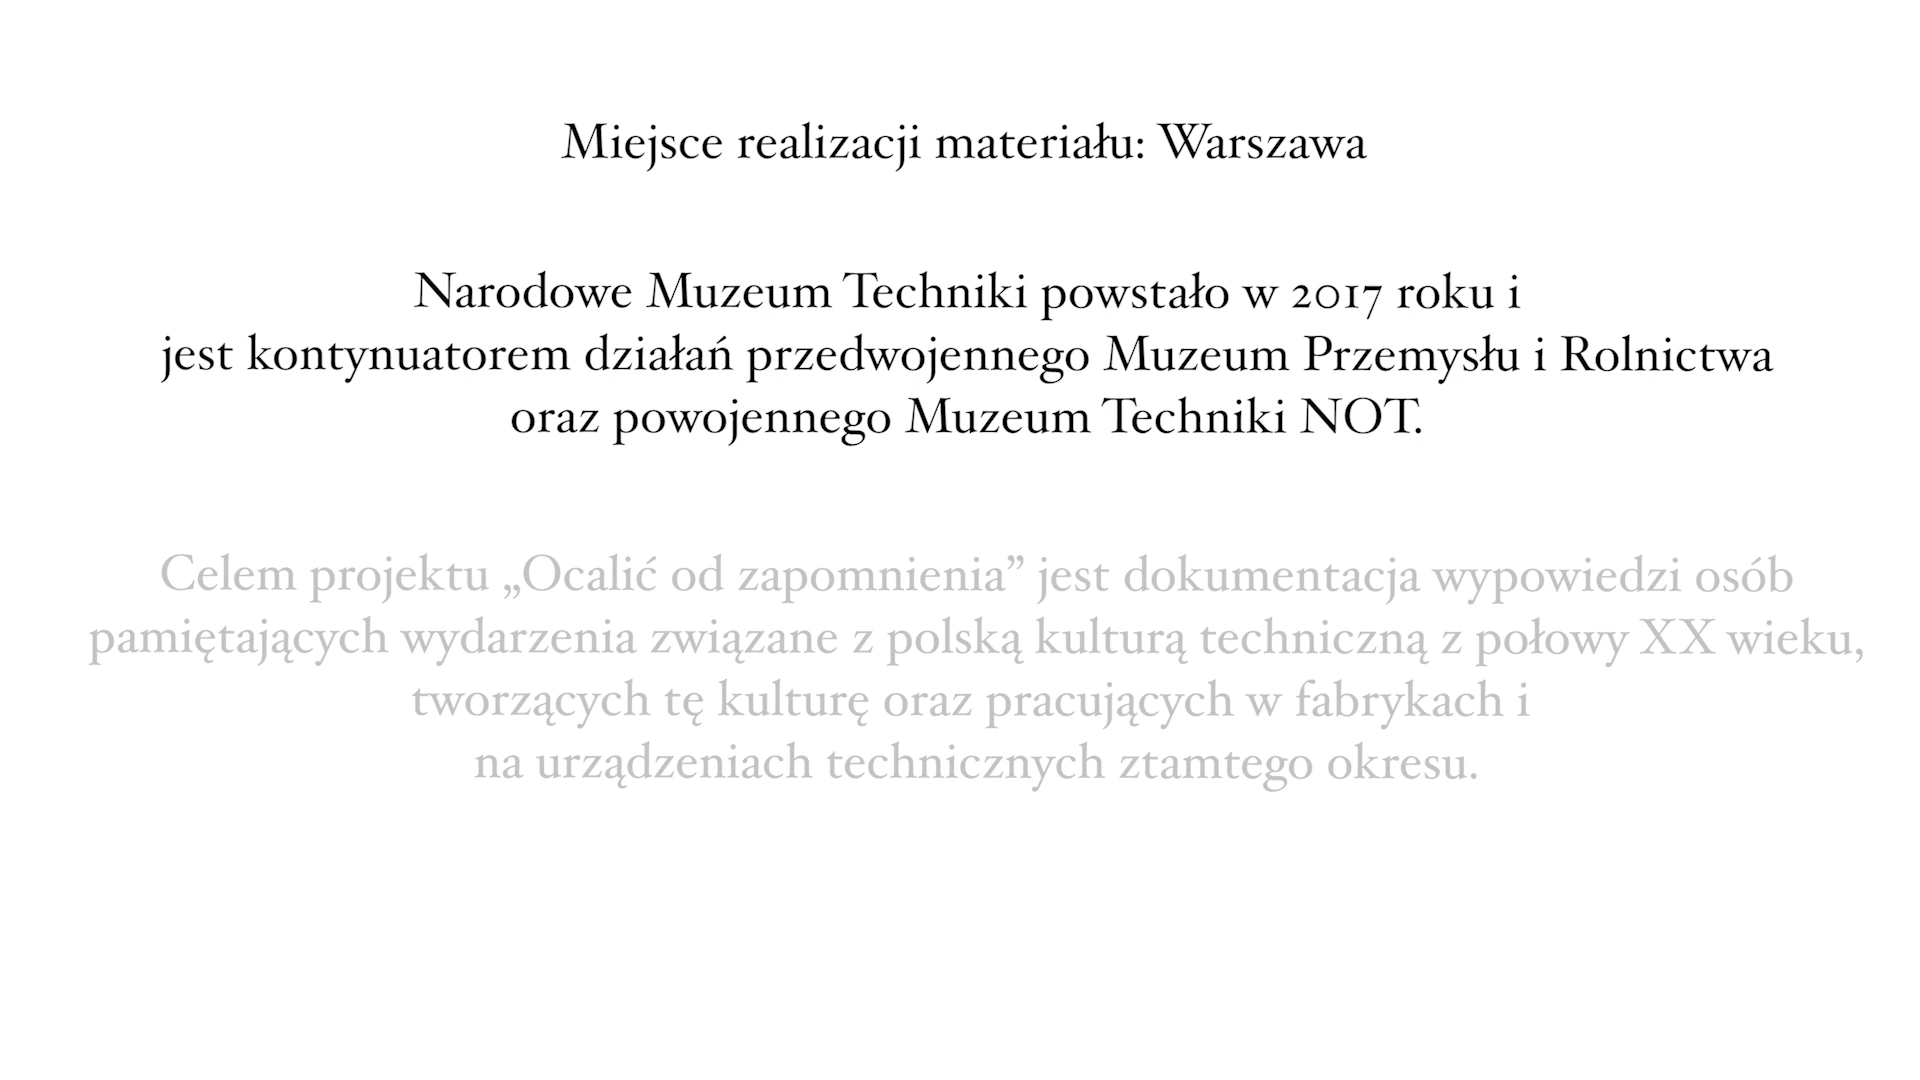 Miejsce realizacji materiału: Warszawa
Narodowe Muzeum Techniki powstało w 2017 roku i
jest kontynuatorem działań przedwojennego Muzeum Przemysłu i Rolnictwa
oraz powojennego Muzeum Techniki NOT.
Celem projektu „Ocalić od zapomnienia” jest dokumentacja wypowiedzi osób
pamiętających wydarzenia związane z polską kulturą techniczną z połowy XX wieku,
tworzących tę kulturę oraz pracujących w fabrykach i
na urządzeniach technicznych ztamtego okresu.